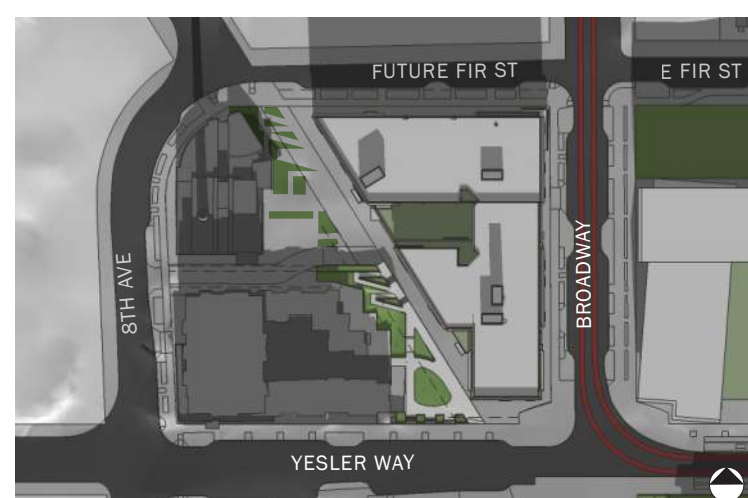 FUTURE FIR ST
E FIR ST
8TH AVE
BROADWAY
YESLER WAY